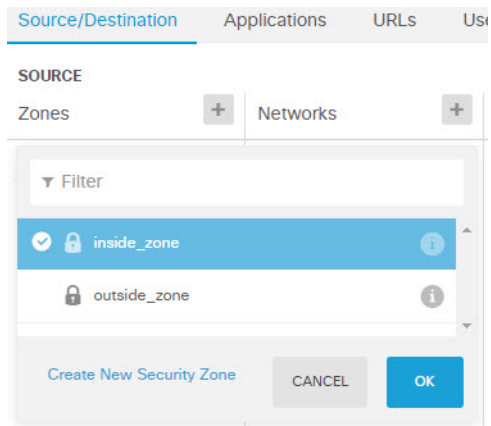 Source/Destination Applications URLs
SOURCE
Zones + Networks +
Filter
inside_zone i
outside_zone i
Create New Security Zone CANCEL OK